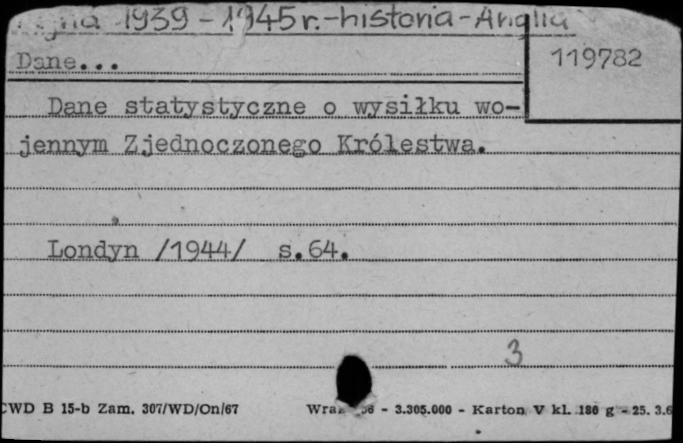 1939-1945 r.-historia-Anglia
119782
Dane...
Dane statystyczne o wysiłku wo-
jennym Zjednoczonego Królestwa.
Londyn /1944/ s.64.
3
CWD B 15-b Zam. 307/WD/On/67 - 3.305.000 - Karton V kl. 180 g - 25. 3.6